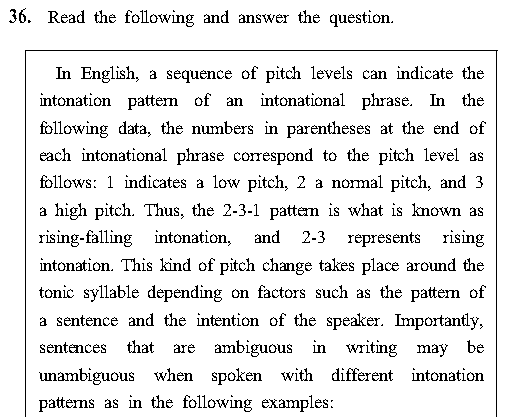 36. Read the following and answer the question.
In English, a sequence of pitch levels can indicate the
intonation pattern of an intonational phrase. In the
following data, the numbers in parentheses at the end of
each intonational phrase correspond to the pitch level as
follows: 1 indicates a low pitch, 2 a normal pitch, and 3
a high pitch. Thus, the 2-3-1 pattern is what is known as
rising-falling intonation, and 2-3 represents rising
intonation. This kind of pitch change takes place around the
tonic syllable depending on factors such as the pattern of
a sentence and the intention of the speaker. Importantly,
sentences that are ambiguous in writing may be
unambiguous when spoken with different intonation
patterns as in the following examples: